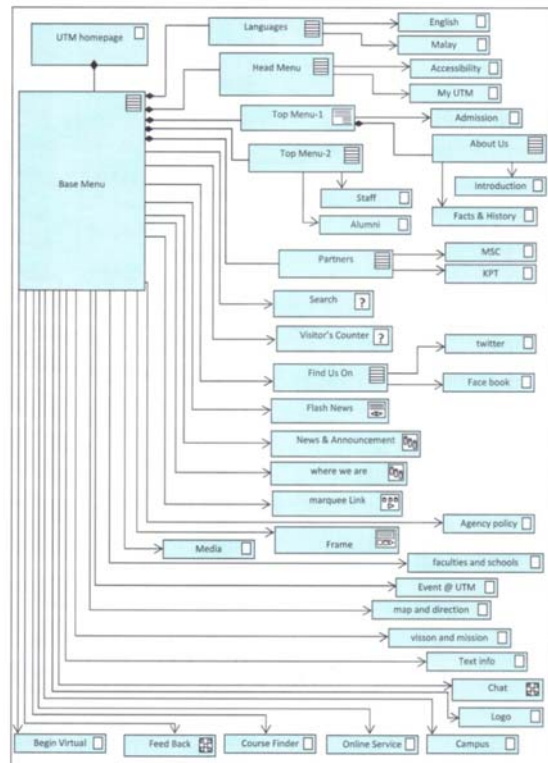 UTM homepage
Languages
English
Malay
Head Menu
Accessibility
My UTM
Top Menu-1
Admission
About Us
Top Menu-2
Introduction
Base Menu
Staff
Alumni
Facts & History
Partners
MSC
KPT
Search
?
Visitor's Counter
?
Find Us On
twitter
Face book
Flash News
News & Announcement
where we are
marquee Link
Agency policy
Frame
Media
faculties and schools
Event @ UTM
map and direction
visson and mission
Text info
Chat
Logo
Begin Virtual
Feed Back
Course Finder
Online Service
Campus